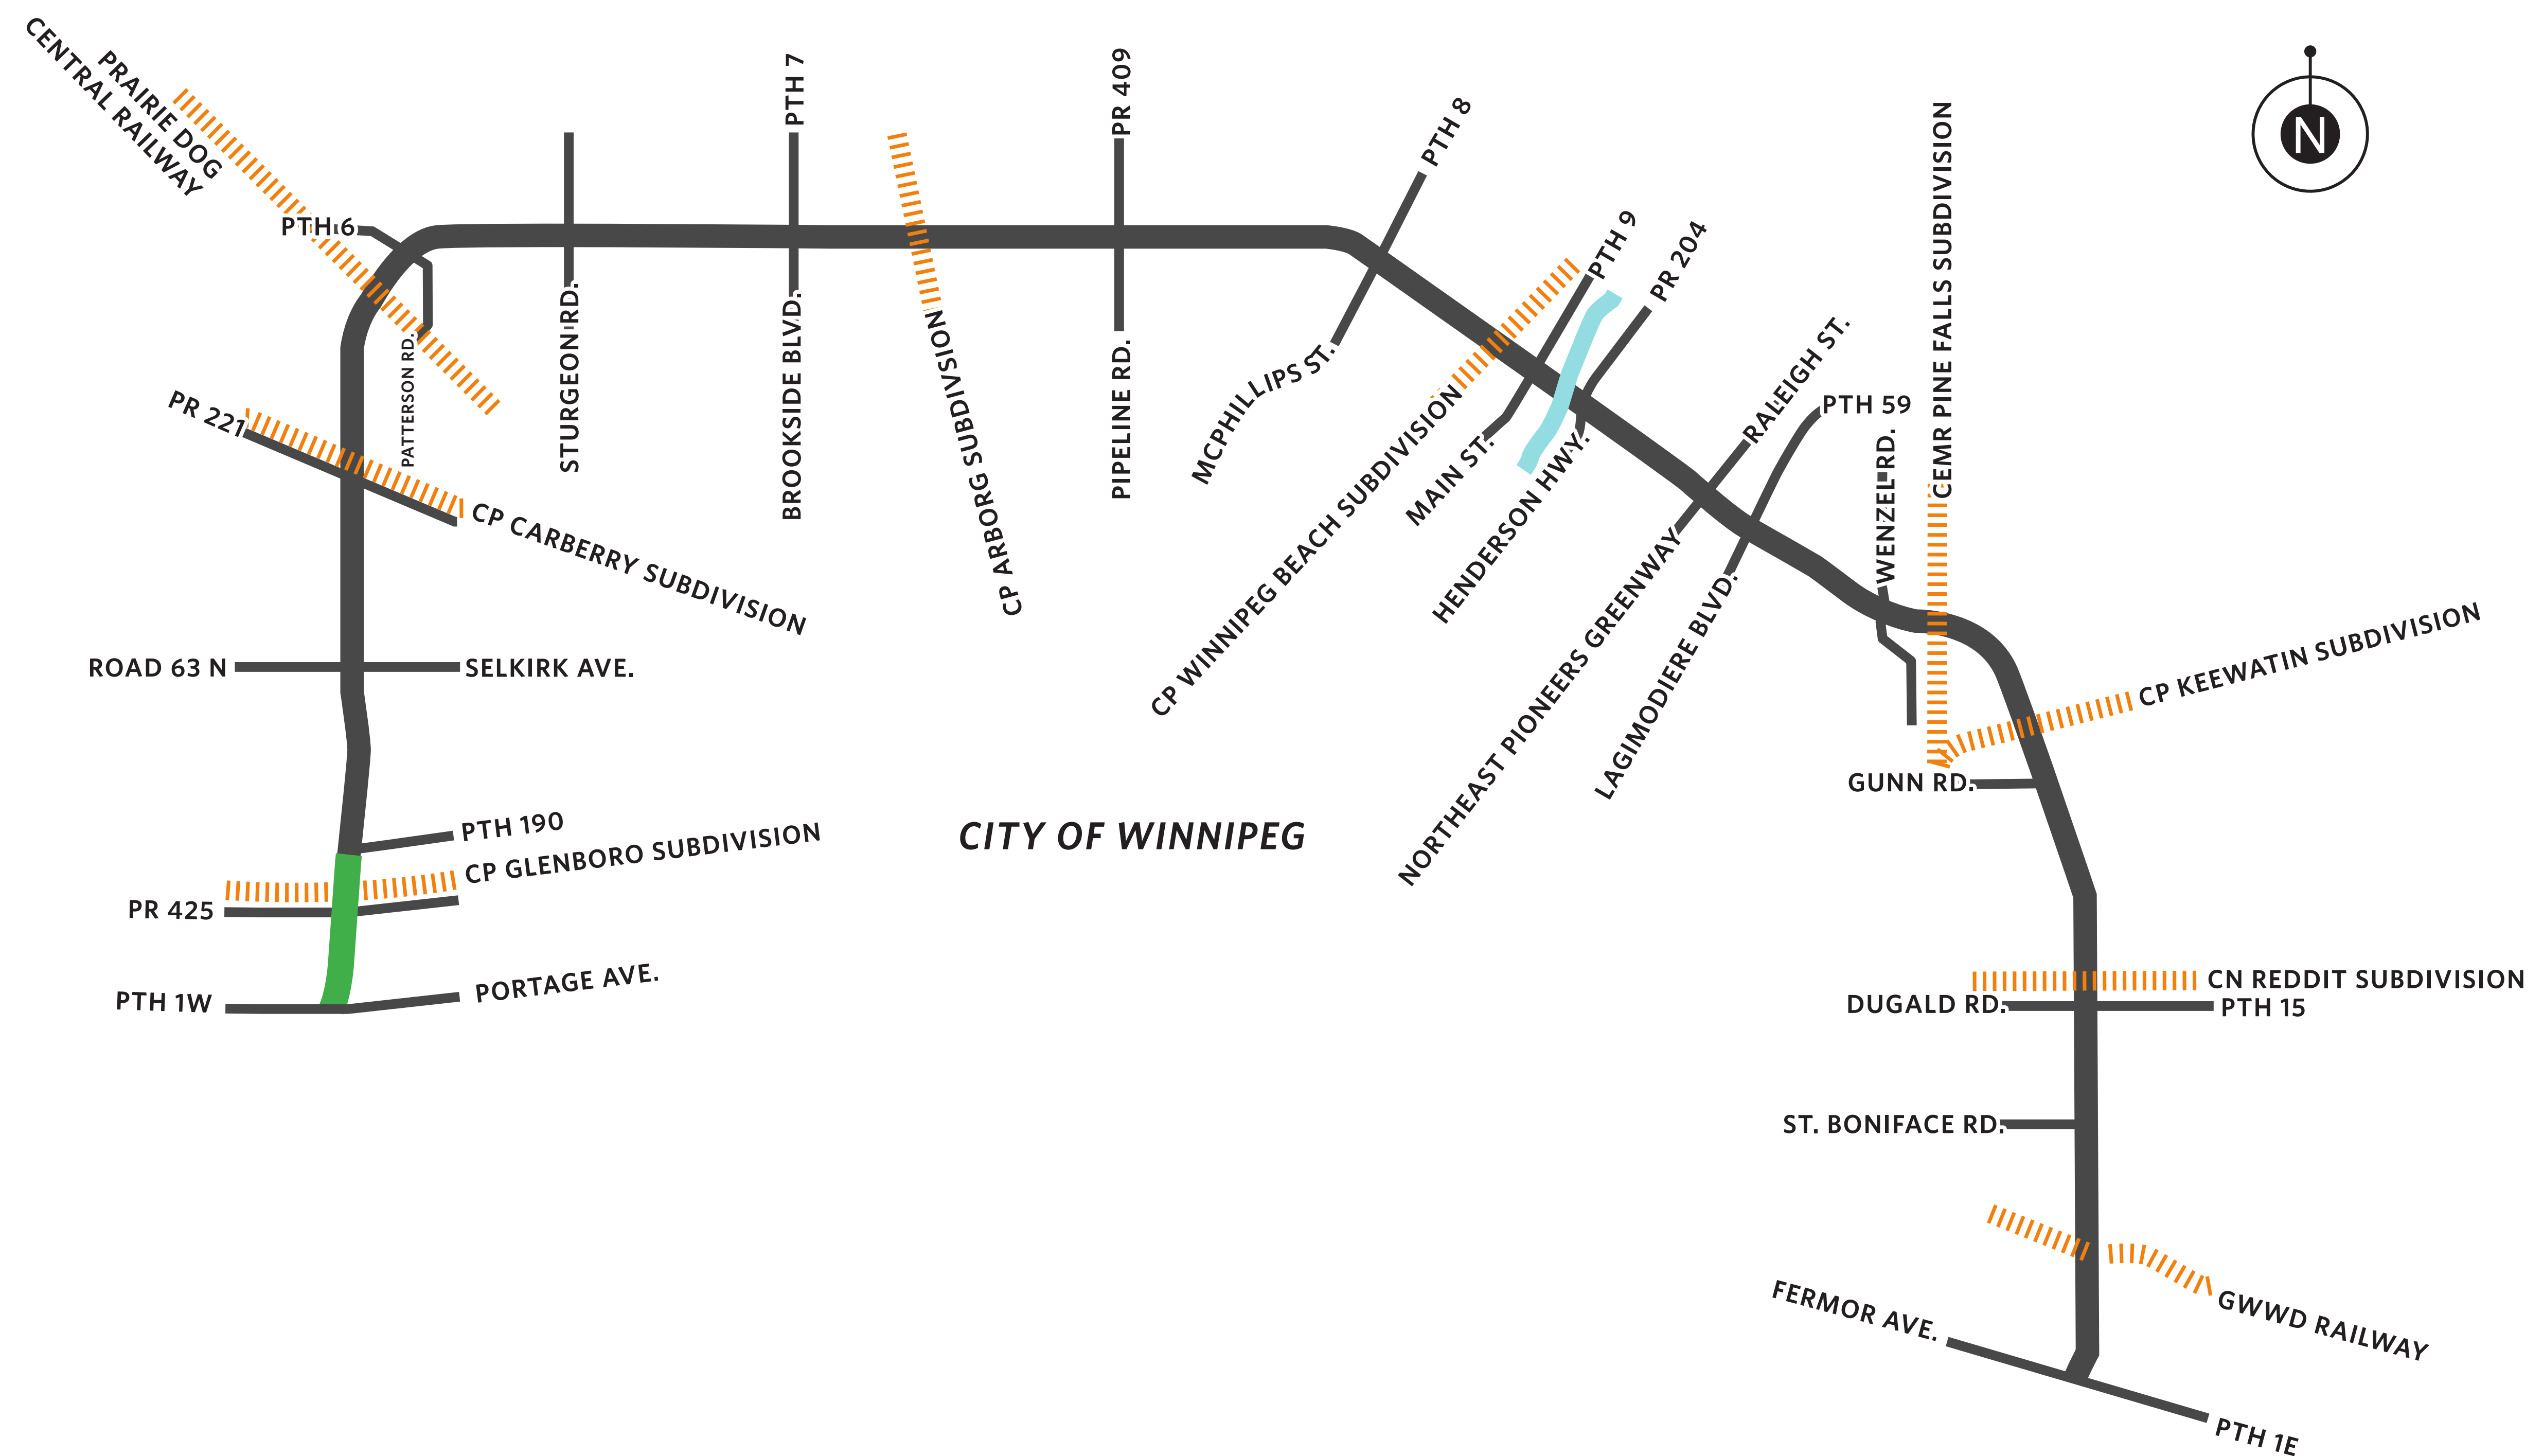 CENTRAL RAILWAY
PRAIRIE DOG
PTH 6
PTH 7
PR 409
PTH 8
PTH 9
PR 204
RALEIGH ST.
PTH 59
WENZEL RD.
CEMR PINE FALLS SUBDIVISION
N
PR 221
PATTERSON RD.
STURGEON RD.
BROOKSIDE BLVD.
CP ARBORG SUBDIVISION
PIPELINE RD.
MCPHILLIPS ST.
CP WINNIPEG BEACH SUBDIVISION
MAIN ST.
HENDERSON HWY.
NORTHEAST PIONEERS GREENWAY
LAGIMODIERE BLVD.
CP CARBERRY SUBDIVISION
CP KEEWATIN SUBDIVISION
ROAD 63 N
SELKIRK AVE.
GUNN RD.
PTH 190
CP GLENBORO SUBDIVISION
CITY OF WINNIPEG
PR 425
PTH 1W
PORTAGE AVE.
CN REDDIT SUBDIVISION
DUGALD RD.
PTH 15
ST. BONIFACE RD.
FERMOR AVE.
GWWD RAILWAY
PTH 1E